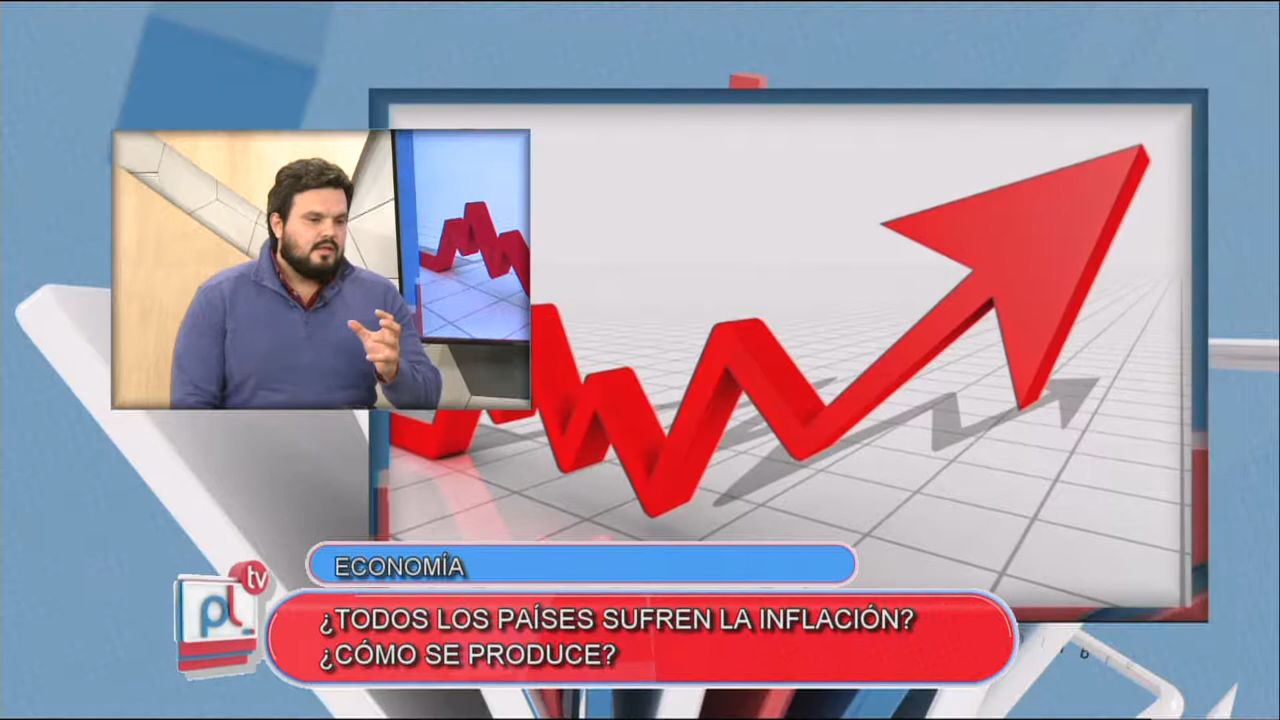 ECONOMÍA
¿TODOS LOS PAÍSES SUFREN LA INFLACIÓN?
¿CÓMO SE PRODUCE?
pl
tv